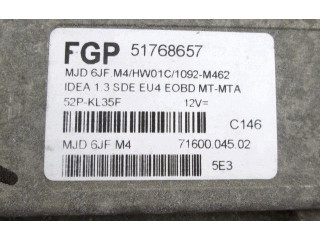 FGP 51768657
MJD 6JF M4/HW01C/1092-M462
IDEA 1.3 SDE EU4 EOBD MT-MTA
52P-KL35F 12V=
C146
MJD 6JF M4 71600.045.02
5E3